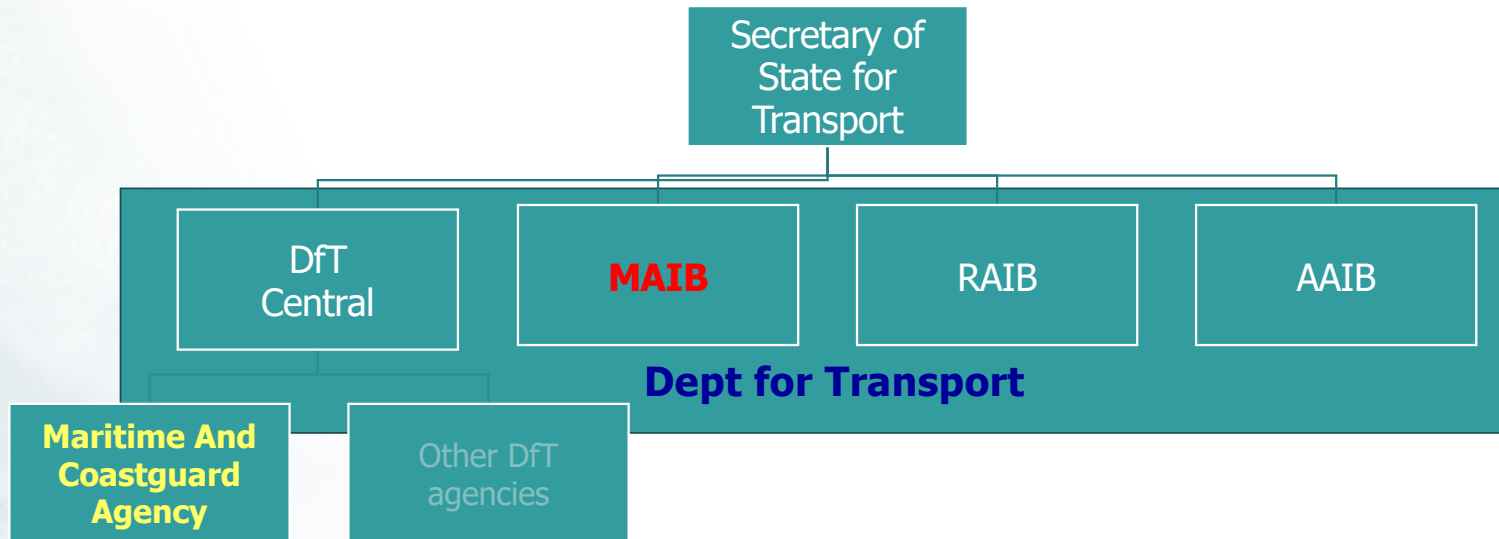 Secretary of
State for
Transport
DfT
Central
MAIB
RAIB
AAIB
Dept for Transport
Maritime And
Coastguard
Agency
Other DfT
agencies